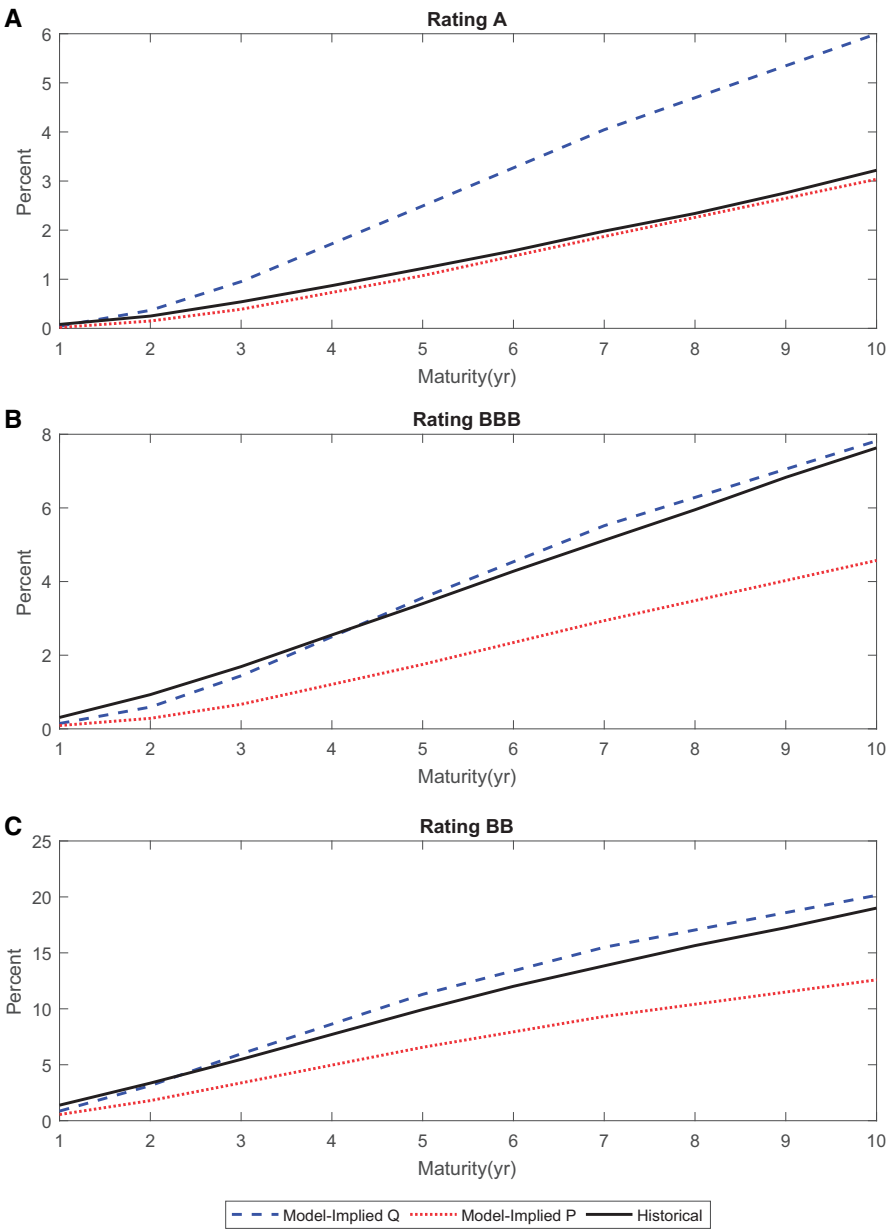 A
Rating A
Percent
6
5
4
3
2
1
0
1 2 3 4 5 6 7 8 9 10
Maturity(yr)
B
Rating BBB
Percent
8
6
4
2
0
1 2 3 4 5 6 7 8 9 10
Maturity(yr)
C
Rating BB
Percent
25
20
15
10
5
0
1 2 3 4 5 6 7 8 9 10
Maturity(yr)
Model-Implied Q Model-Implied P Historical